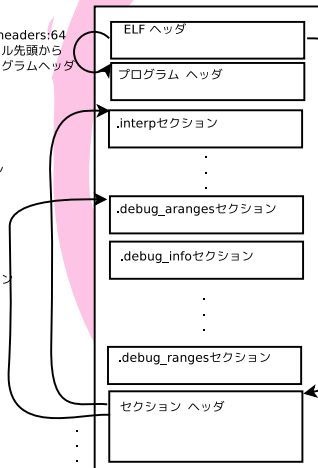 headers:64
ル先頭から
グラムヘッダ
ELF ヘッダ
プログラム ヘッダ
.interpセクション
.debug_arangesセクション
.debug_infoセクション
ン
.debug_rangesセクション
セクション ヘッダ